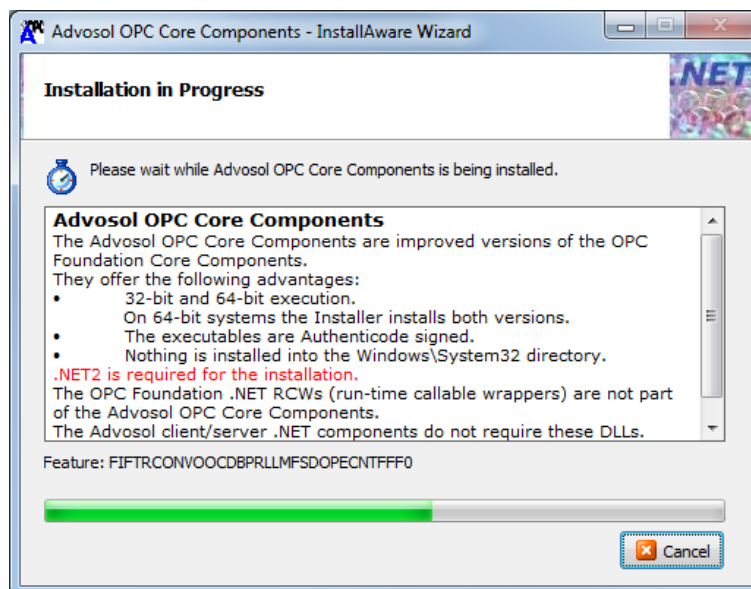 Advosol OPC Core Components - InstallAware Wizard
Installation in Progress
.NET
Please wait while Advosol OPC Core Components is being installed.
Advosol OPC Core Components
The Advosol OPC Core Components are improved versions of the OPC
Foundation Core Components.
They offer the following advantages:
• 32-bit and 64-bit execution.
On 64-bit systems the Installer installs both versions.
• The executables are Authenticode signed.
• Nothing is installed into the Windows\System32 directory.
.NET2 is required for the installation.
The OPC Foundation .NET RCWs (run-time callable wrappers) are not part
of the Advosol OPC Core Components.
The Advosol client/server .NET components do not require these DLLs.
Feature: FIFTRCONVOOCDBPRLLMFSDOPECNTFFF0
Cancel